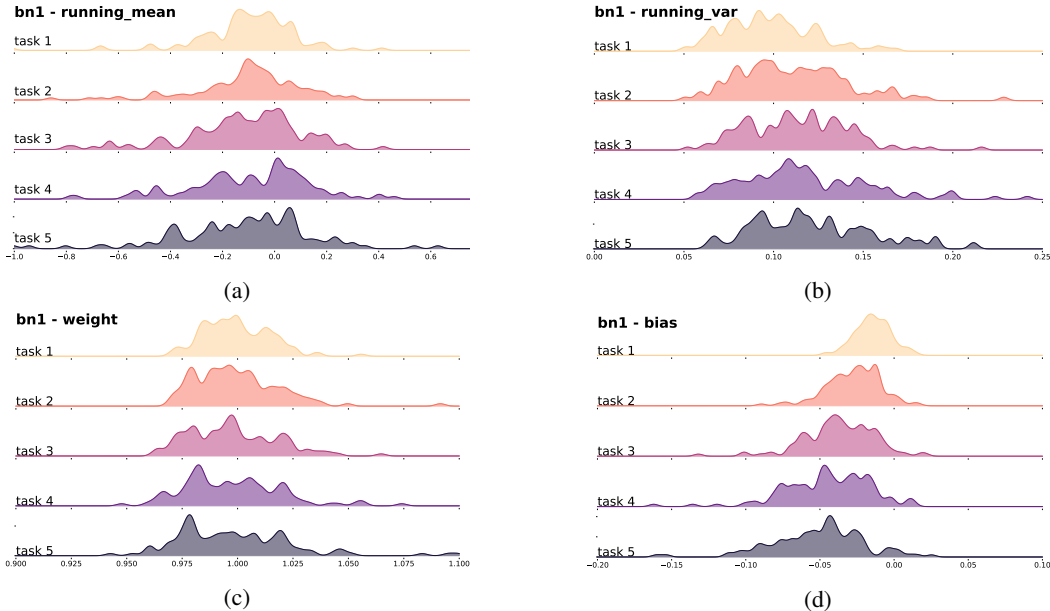 bn1 - running_mean
task 1
task 2
task 3
task 4
task 5
−1.0 −0.8 −0.6 −0.4 −0.2 0.0 0.2 0.4 0.6
(a)
bn1 - running_var
task 1
task 2
task 3
task 4
task 5
0.00 0.05 0.10 0.15 0.20 0.25
(b)
bn1 - weight
task 1
task 2
task 3
task 4
task 5
0.900 0.925 0.950 0.975 1.000 1.025 1.050 1.075 1.100
(c)
bn1 - bias
task 1
task 2
task 3
task 4
task 5
−0.20 −0.15 −0.10 −0.05 0.00 0.05 0.10
(d)